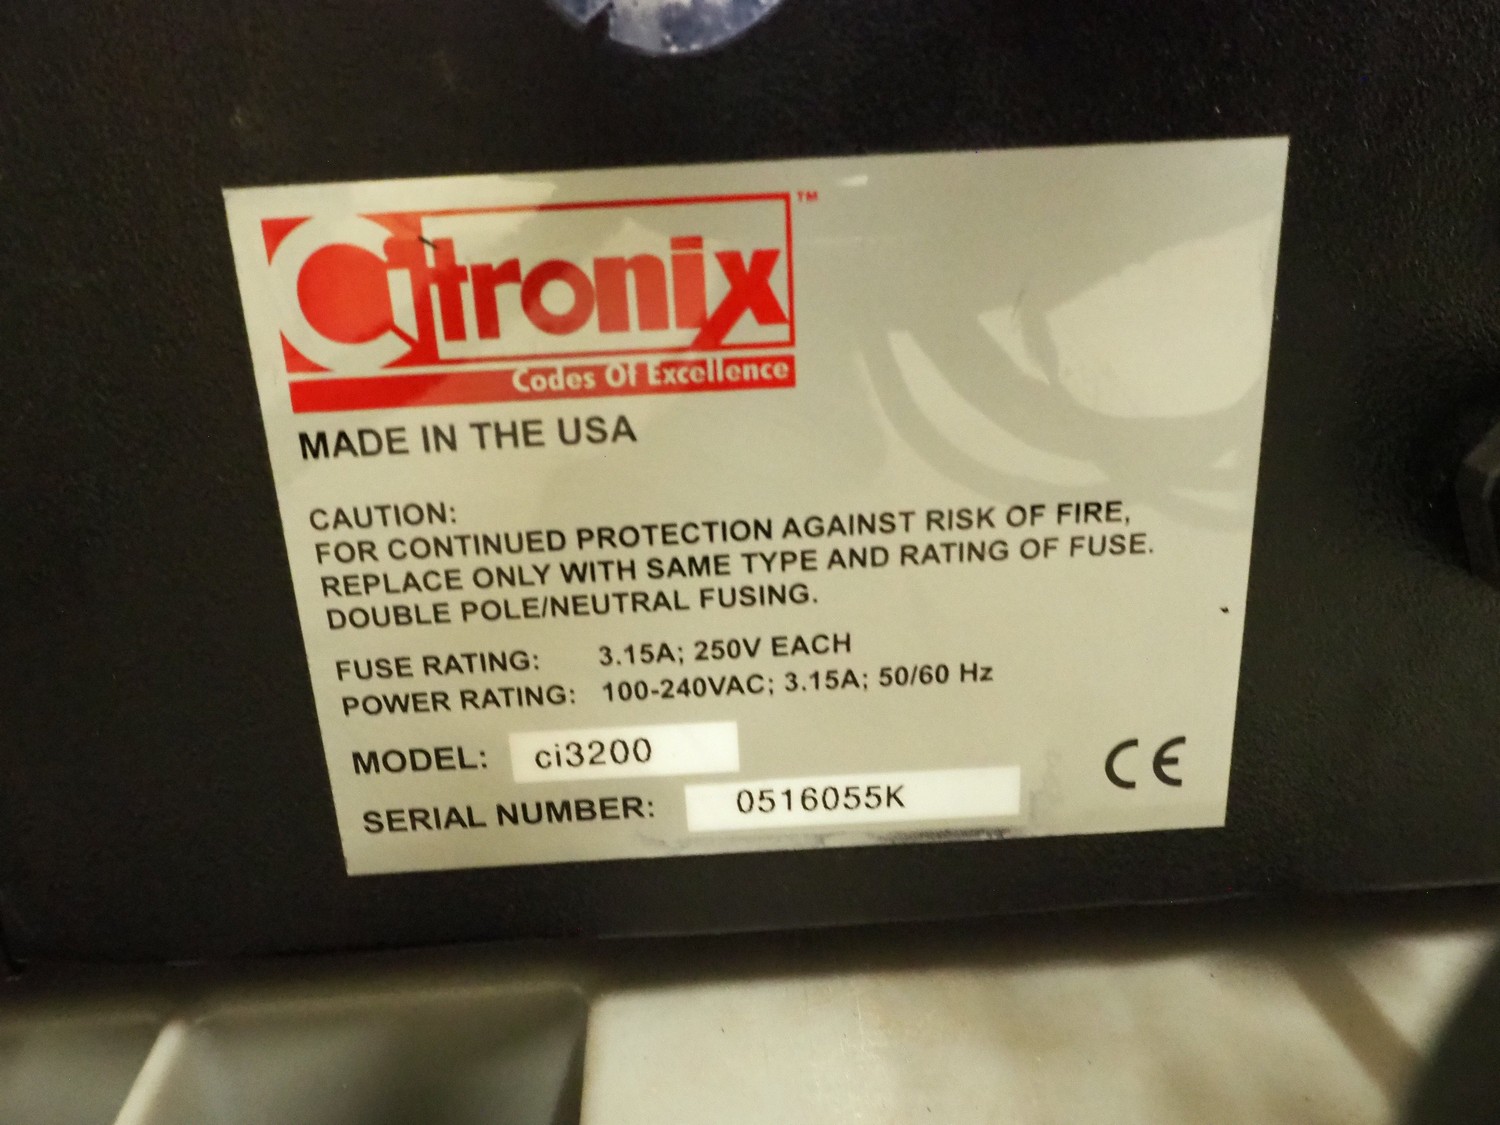 Citronix™
Codes Of Excellence
MADE IN THE USA
CAUTION:
FOR CONTINUED PROTECTION AGAINST RISK OF FIRE,
REPLACE ONLY WITH SAME TYPE AND RATING OF FUSE.
DOUBLE POLE/NEUTRAL FUSING.
FUSE RATING: 3.15A; 250V EACH
POWER RATING: 100-240VAC; 3.15A; 50/60 Hz
MODEL: ci3200
SERIAL NUMBER: 0516055K
CE